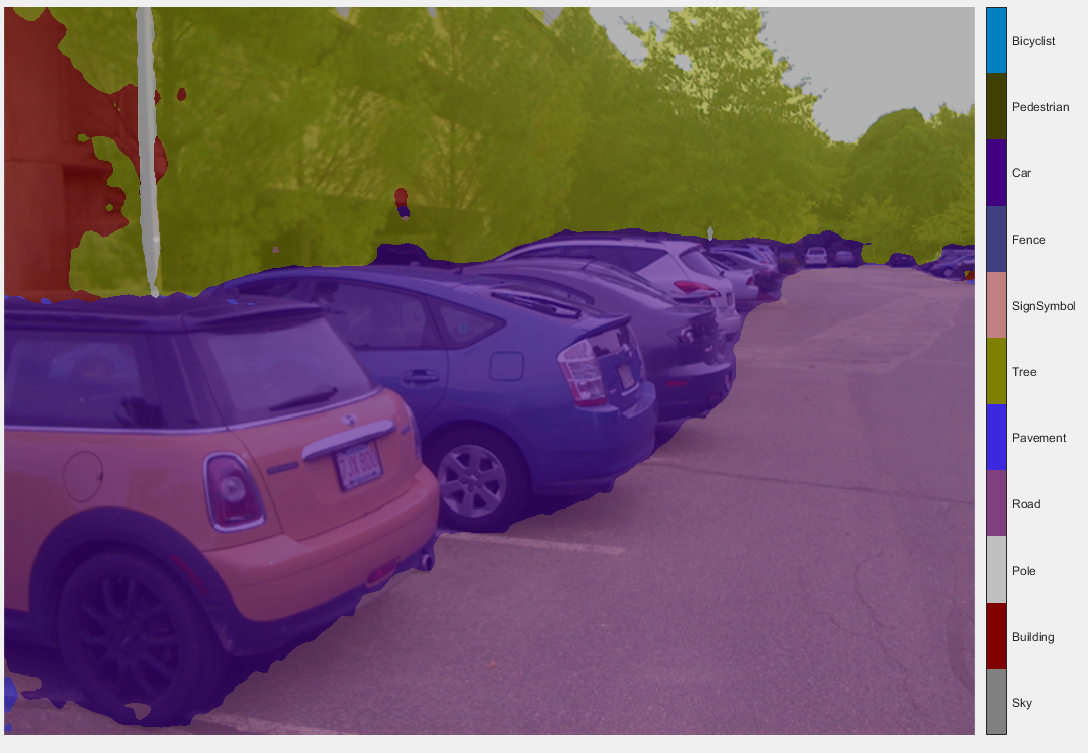 Bicyclist
Pedestrian
Car
Fence
SignSymbol
Tree
Pavement
Road
Pole
Building
Sky